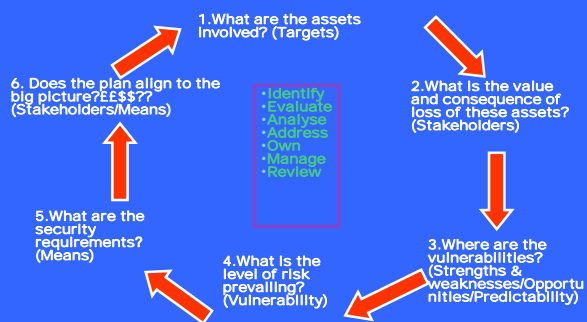 1.What are the assets
involved? (Targets)
2.What is the value
and consequence of
loss of these assets?
(Stakeholders)
3.Where are the
vulnerabilities?
(Strengths &
weaknesses/Opportu
nities/Predictability)
4.What is the
level of risk
prevailing?
(Vulnerability)
5.What are the
security
requirements?
(Means)
6. Does the plan align to the
big picture?££$$??
(Stakeholders/Means)
•Identify
•Evaluate
•Analyse
•Address
•Own
•Manage
•Review